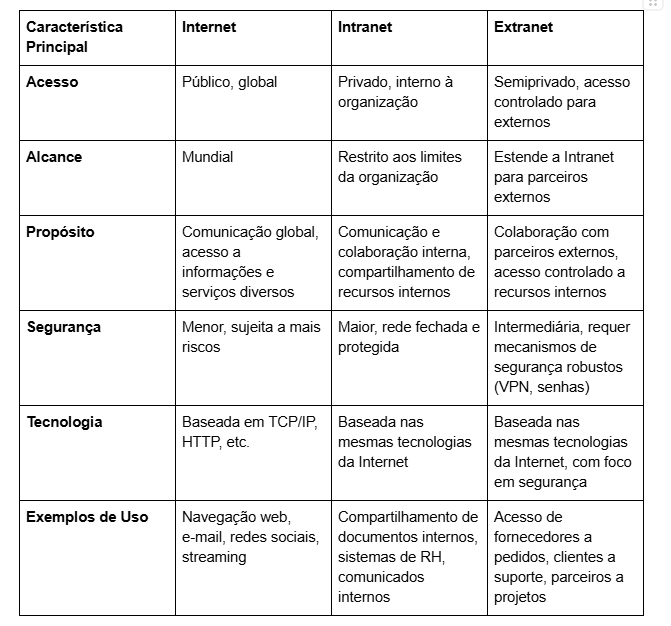 Característica Principal
Internet
Intranet
Extranet
Acesso
Público, global
Privado, interno à
organização
Semiprivado, acesso
controlado para
externos
Alcance
Mundial
Restrito aos limites
da organização
Estende a Intranet
para parceiros
externos
Propósito
Comunicação global,
acesso a
informações e
serviços diversos
Comunicação e
colaboração interna,
compartilhamento de
recursos internos
Colaboração com
parceiros externos,
acesso controlado a
recursos internos
Segurança
Menor, sujeita a mais
riscos
Maior, rede fechada e
protegida
Intermediária, requer
mecanismos de
segurança robustos
(VPN, senhas)
Tecnologia
Baseada em TCP/IP,
HTTP, etc.
Baseada nas
mesmas tecnologias
da Internet
Baseada nas
mesmas tecnologias
da Internet, com foco
em segurança
Exemplos de Uso
Navegação web,
e-mail, redes sociais,
streaming
Compartilhamento de
documentos internos,
sistemas de RH,
comunicados
internos
Acesso de
fornecedores a
pedidos, clientes a
suporte, parceiros a
projetos